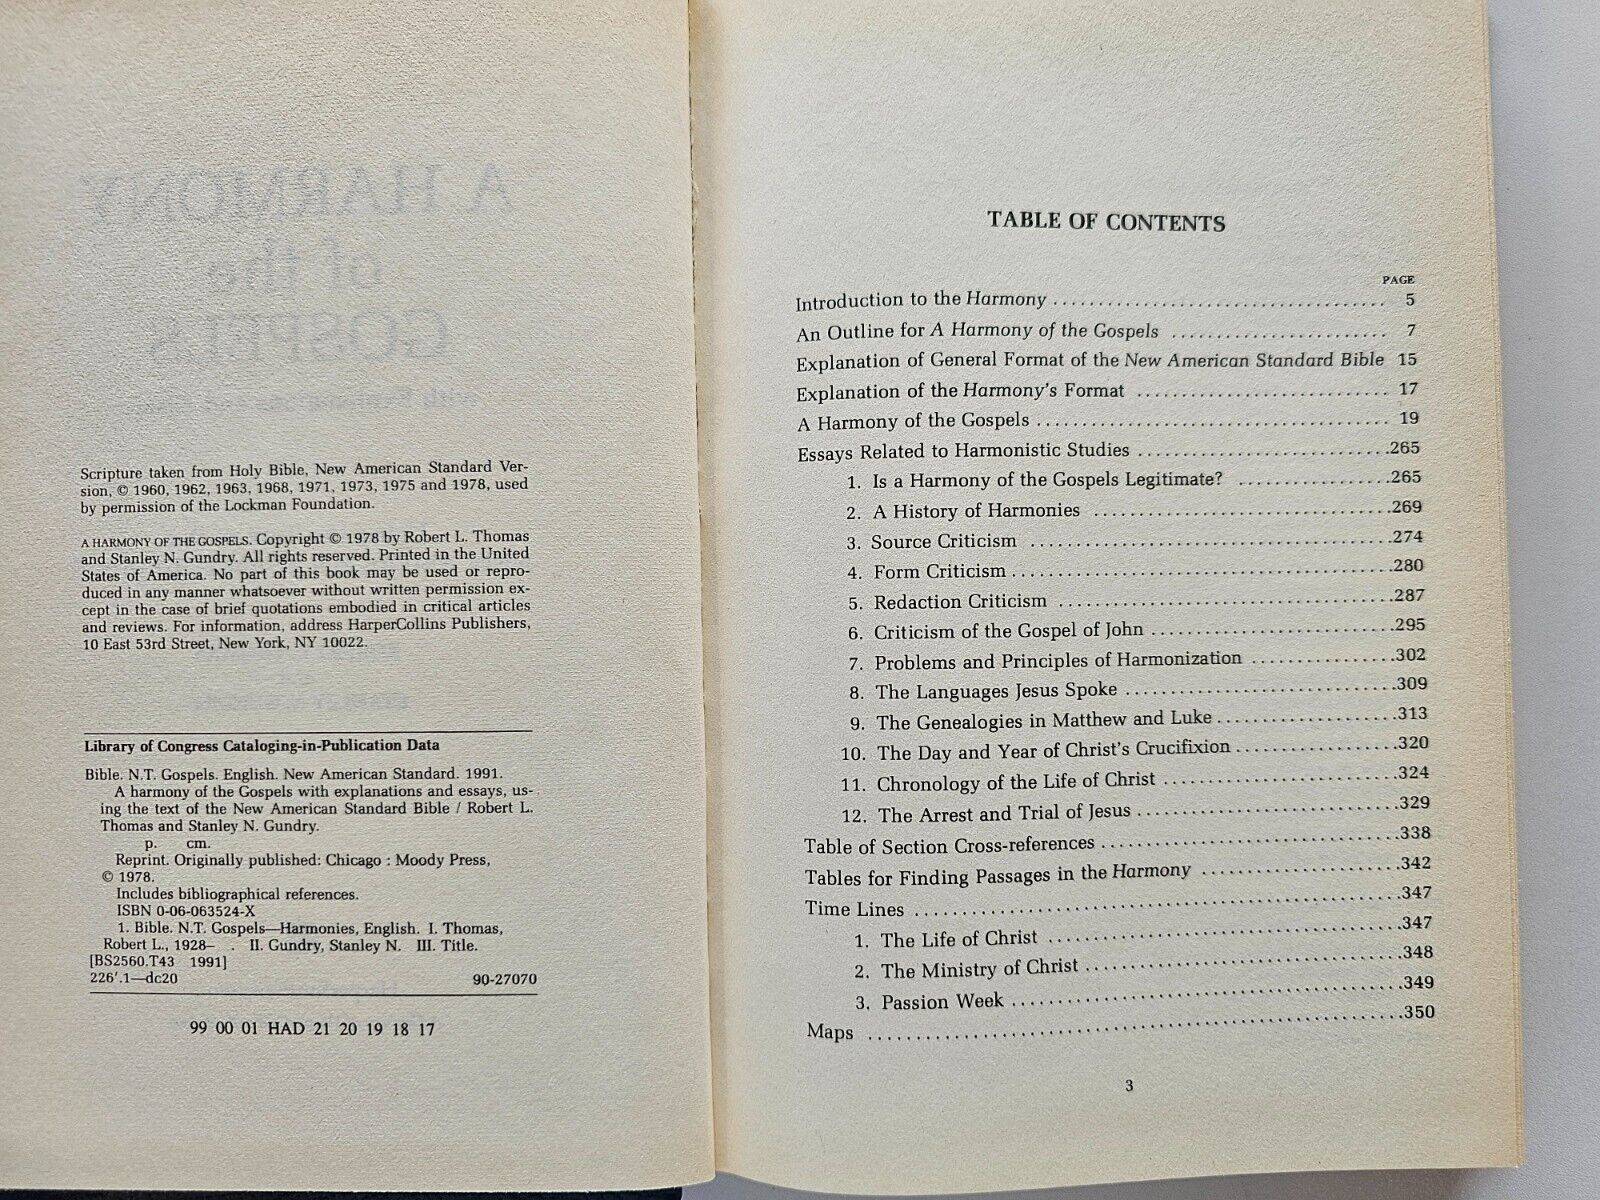 A HARMONY
of the
GOSPELS
Scripture taken from Holy Bible, New American Standard Ver-
sion, © 1960, 1962, 1963, 1968, 1971, 1973, 1975 and 1978, used
by permission of the Lockman Foundation.
A HARMONY OF THE GOSPELS. Copyright © 1978 by Robert L. Thomas
and Stanley N. Gundry. All rights reserved. Printed in the United
States of America. No part of this book may be used or repro-
duced in any manner whatsoever without written permission ex-
cept in the case of brief quotations embodied in critical articles
and reviews. For information, address HarperCollins Publishers,
10 East 53rd Street, New York, NY 10022.
Library of Congress Cataloging-in-Publication Data
Bible. N.T. Gospels. English. New American Standard. 1991.
A harmony of the Gospels with explanations and essays, us-
ing the text of the New American Standard Bible / Robert L.
Thomas and Stanley N. Gundry.
p. cm.
Reprint. Originally published: Chicago : Moody Press,
© 1978.
Includes bibliographical references.
ISBN 0-06-063524-X
1. Bible. N.T. Gospels—Harmonies, English. I. Thomas,
Robert L., 1928– . II. Gundry, Stanley N. III. Title.
[BS2560.T43 1991]
226'.1—dc20 90-27070
99 00 01 HAD 21 20 19 18 17
TABLE OF CONTENTS
PAGE
Introduction to the Harmony .................................... 5
An Outline for A Harmony of the Gospels ........................ 7
Explanation of General Format of the New American Standard Bible 15
Explanation of the Harmony's Format ............................ 17
A Harmony of the Gospels ....................................... 19
Essays Related to Harmonistic Studies ...........................265
1. Is a Harmony of the Gospels Legitimate? .................265
2. A History of Harmonies .................................269
3. Source Criticism ........................................274
4. Form Criticism ..........................................280
5. Redaction Criticism .....................................287
6. Criticism of the Gospel of John ...........................295
7. Problems and Principles of Harmonization ................302
8. The Languages Jesus Spoke ..............................309
9. The Genealogies in Matthew and Luke ....................313
10. The Day and Year of Christ's Crucifixion ..................320
11. Chronology of the Life of Christ ..........................324
12. The Arrest and Trial of Jesus .............................329
Table of Section Cross-references .................................338
Tables for Finding Passages in the Harmony ......................342
Time Lines .....................................................347
1. The Life of Christ .......................................347
2. The Ministry of Christ ...................................348
3. Passion Week ...........................................349
Maps ..........................................................350
3